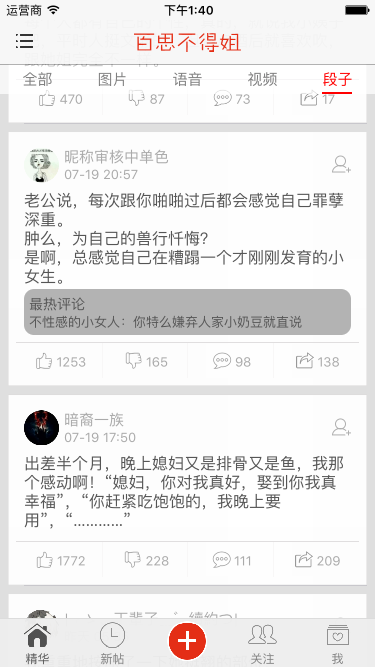 运营商 下午1:40
百思不得姐
全部 图片 语音 视频 段子
470 87 73 17
昵称审核中单色
07-19 20:57
老公说，每次跟你啪啪过后都会感觉自己罪孽
深重。
肿么，为自己的兽行忏悔？
是啊，总感觉自己在糟蹋一个才刚刚发育的小
女生。
最热评论
不性感的小女人：你特么嫌弃人家小奶豆就直说
1253 165 98 138
暗裔一族
07-19 17:50
出差半个月，晚上媳妇又是排骨又是鱼，我那
个感动啊！“媳妇，你对我真好，娶到你我真
幸福”，“你赶紧吃饱饱的，我晚上要
用”，“…………”
1772 228 111 209
精华 新帖 关注 我